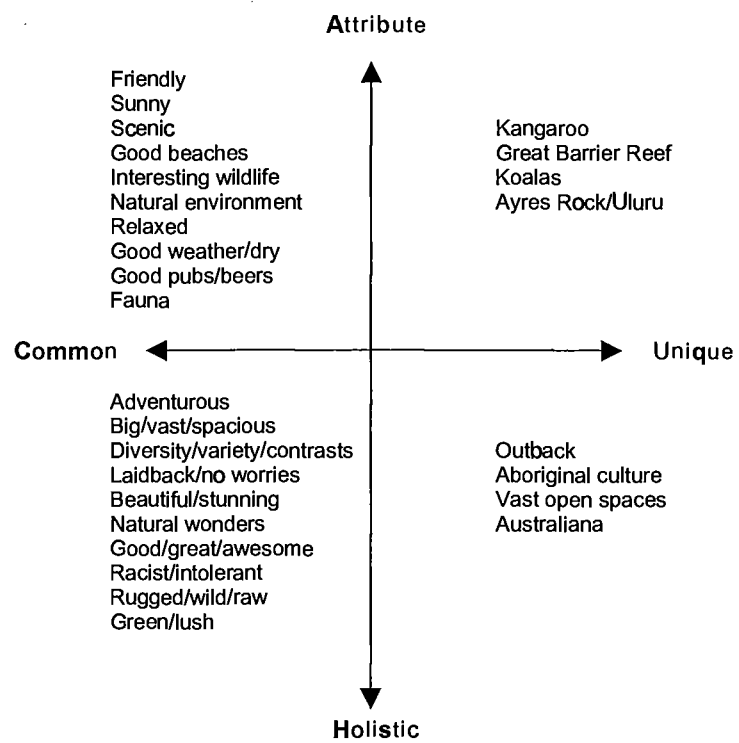 Attribute
Friendly
Sunny
Scenic
Good beaches
Interesting wildlife
Natural environment
Relaxed
Good weather/dry
Good pubs/beers
Fauna
Kangaroo
Great Barrier Reef
Koalas
Ayres Rock/Uluru
Common
Unique
Adventurous
Big/vast/spacious
Diversity/variety/contrasts
Laidback/no worries
Beautiful/stunning
Natural wonders
Good/great/awesome
Racist/intolerant
Rugged/wild/raw
Green/lush
Outback
Aboriginal culture
Vast open spaces
Australiana
Holistic